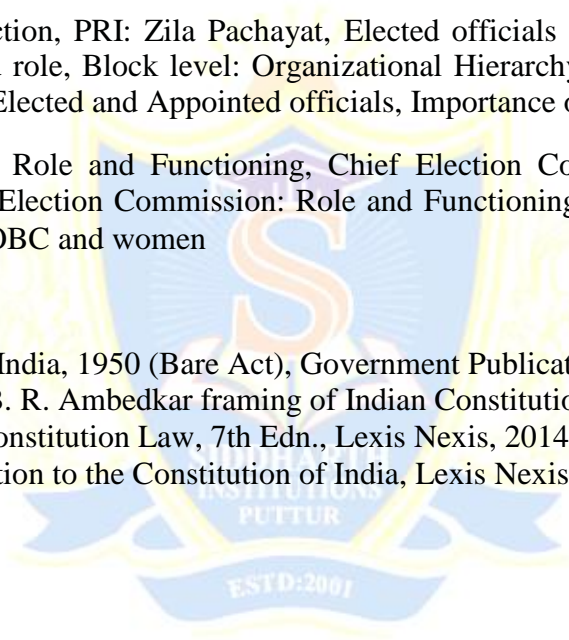 ction, PRI: Zila Pachayat, Elected officials
role, Block level: Organizational Hierarchy
Elected and Appointed officials, Importance o
Role and Functioning, Chief Election Co
Election Commission: Role and Functioning
OBC and women
India, 1950 (Bare Act), Government Publicat
B. R. Ambedkar framing of Indian Constitutio
onstitution Law, 7th Edn., Lexis Nexis, 2014
tion to the Constitution of India, Lexis Nexis
S
SIDDHARTH
INSTITUTIONS
PUTTUR
ESTD:2001